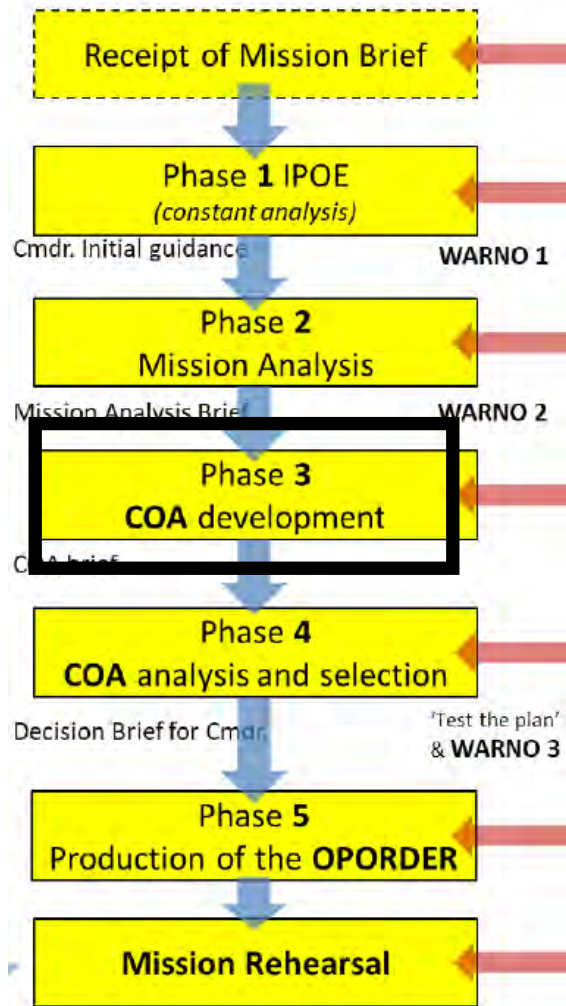 Receipt of Mission Brief
Phase 1 IPOE
(constant analysis)
Cmdr. Initial guidance
WARNO 1
Phase 2
Mission Analysis
Mission Analysis Brief
WARNO 2
Phase 3
COA development
COA brief
Phase 4
COA analysis and selection
Decision Brief for Cmdr.
'Test the plan'
& WARNO 3
Phase 5
Production of the OPORDER
Mission Rehearsal